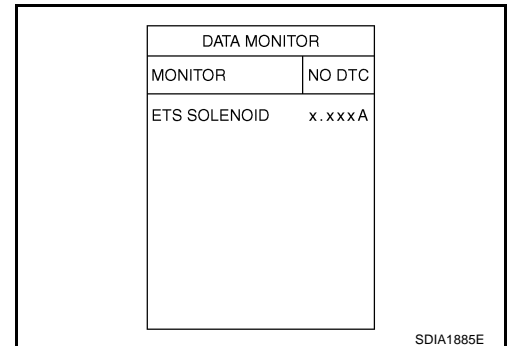 DATA MONITOR
MONITOR NO DTC
ETS SOLENOID x.xxxA
SDIA1885E